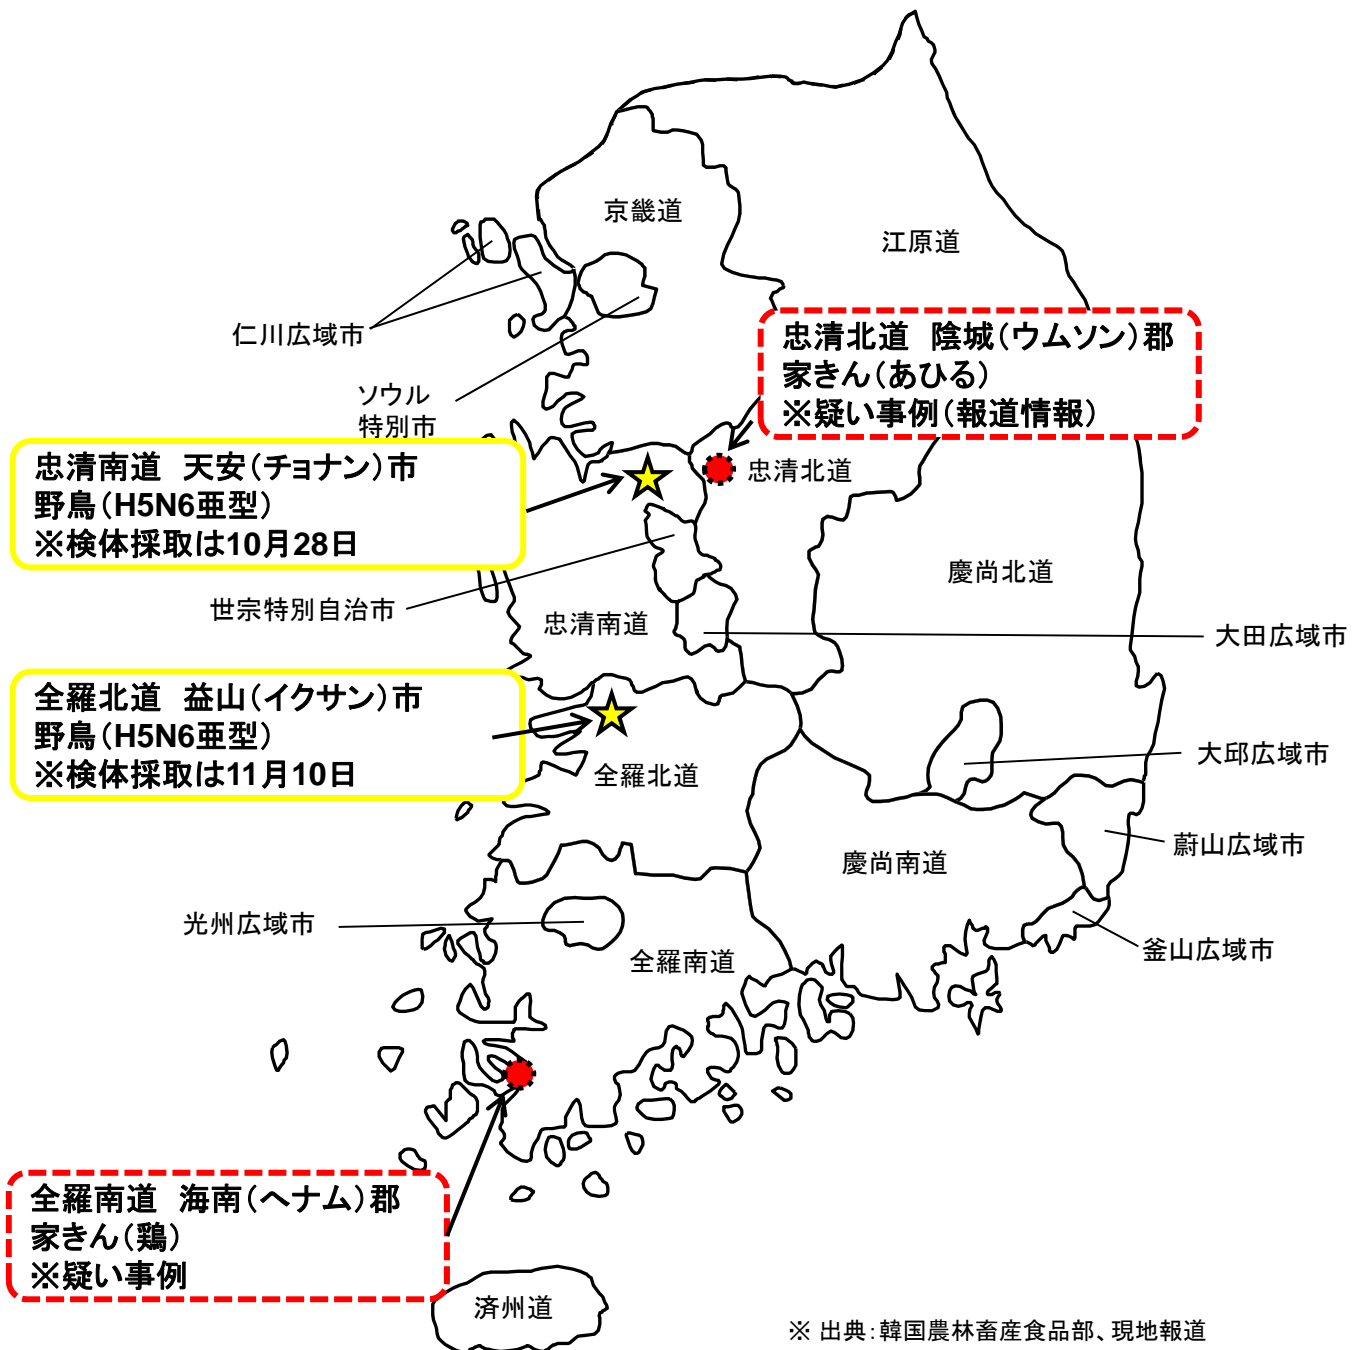 京畿道
江原道
仁川広域市
ソウル
特別市
忠清北道　陰城（ウムソン）郡
家きん（あひる）
※疑い事例（報道情報）
忠清南道　天安（チョナン）市
野鳥（H5N6亜型）
※検体採取は10月28日
忠清北道
慶尚北道
世宗特別自治市
忠清南道
大田広域市
全羅北道　益山（イクサン）市
野鳥（H5N6亜型）
※検体採取は11月10日
全羅北道
大邱広域市
蔚山広域市
慶尚南道
光州広域市
全羅南道
釜山広域市
全羅南道　海南（ヘナム）郡
家きん（鶏）
※疑い事例
済州道
※ 出典：韓国農林畜産食品部、現地報道